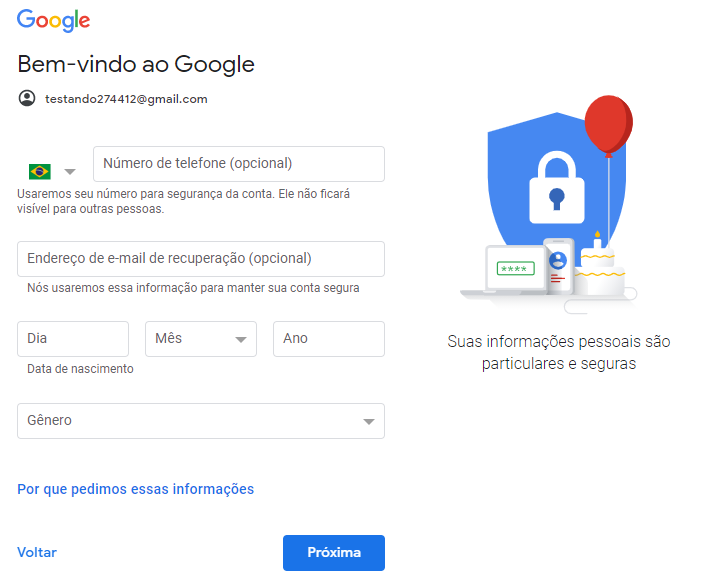 Google
Bem-vindo ao Google
testando274412@gmail.com
Número de telefone (opcional)
Usaremos seu número para segurança da conta. Ele não ficará
visível para outras pessoas.
Endereço de e-mail de recuperação (opcional)
Nós usaremos essa informação para manter sua conta segura
Dia
Mês
Ano
Data de nascimento
Gênero
Por que pedimos essas informações
Voltar
Próxima
****
Suas informações pessoais são
particulares e seguras